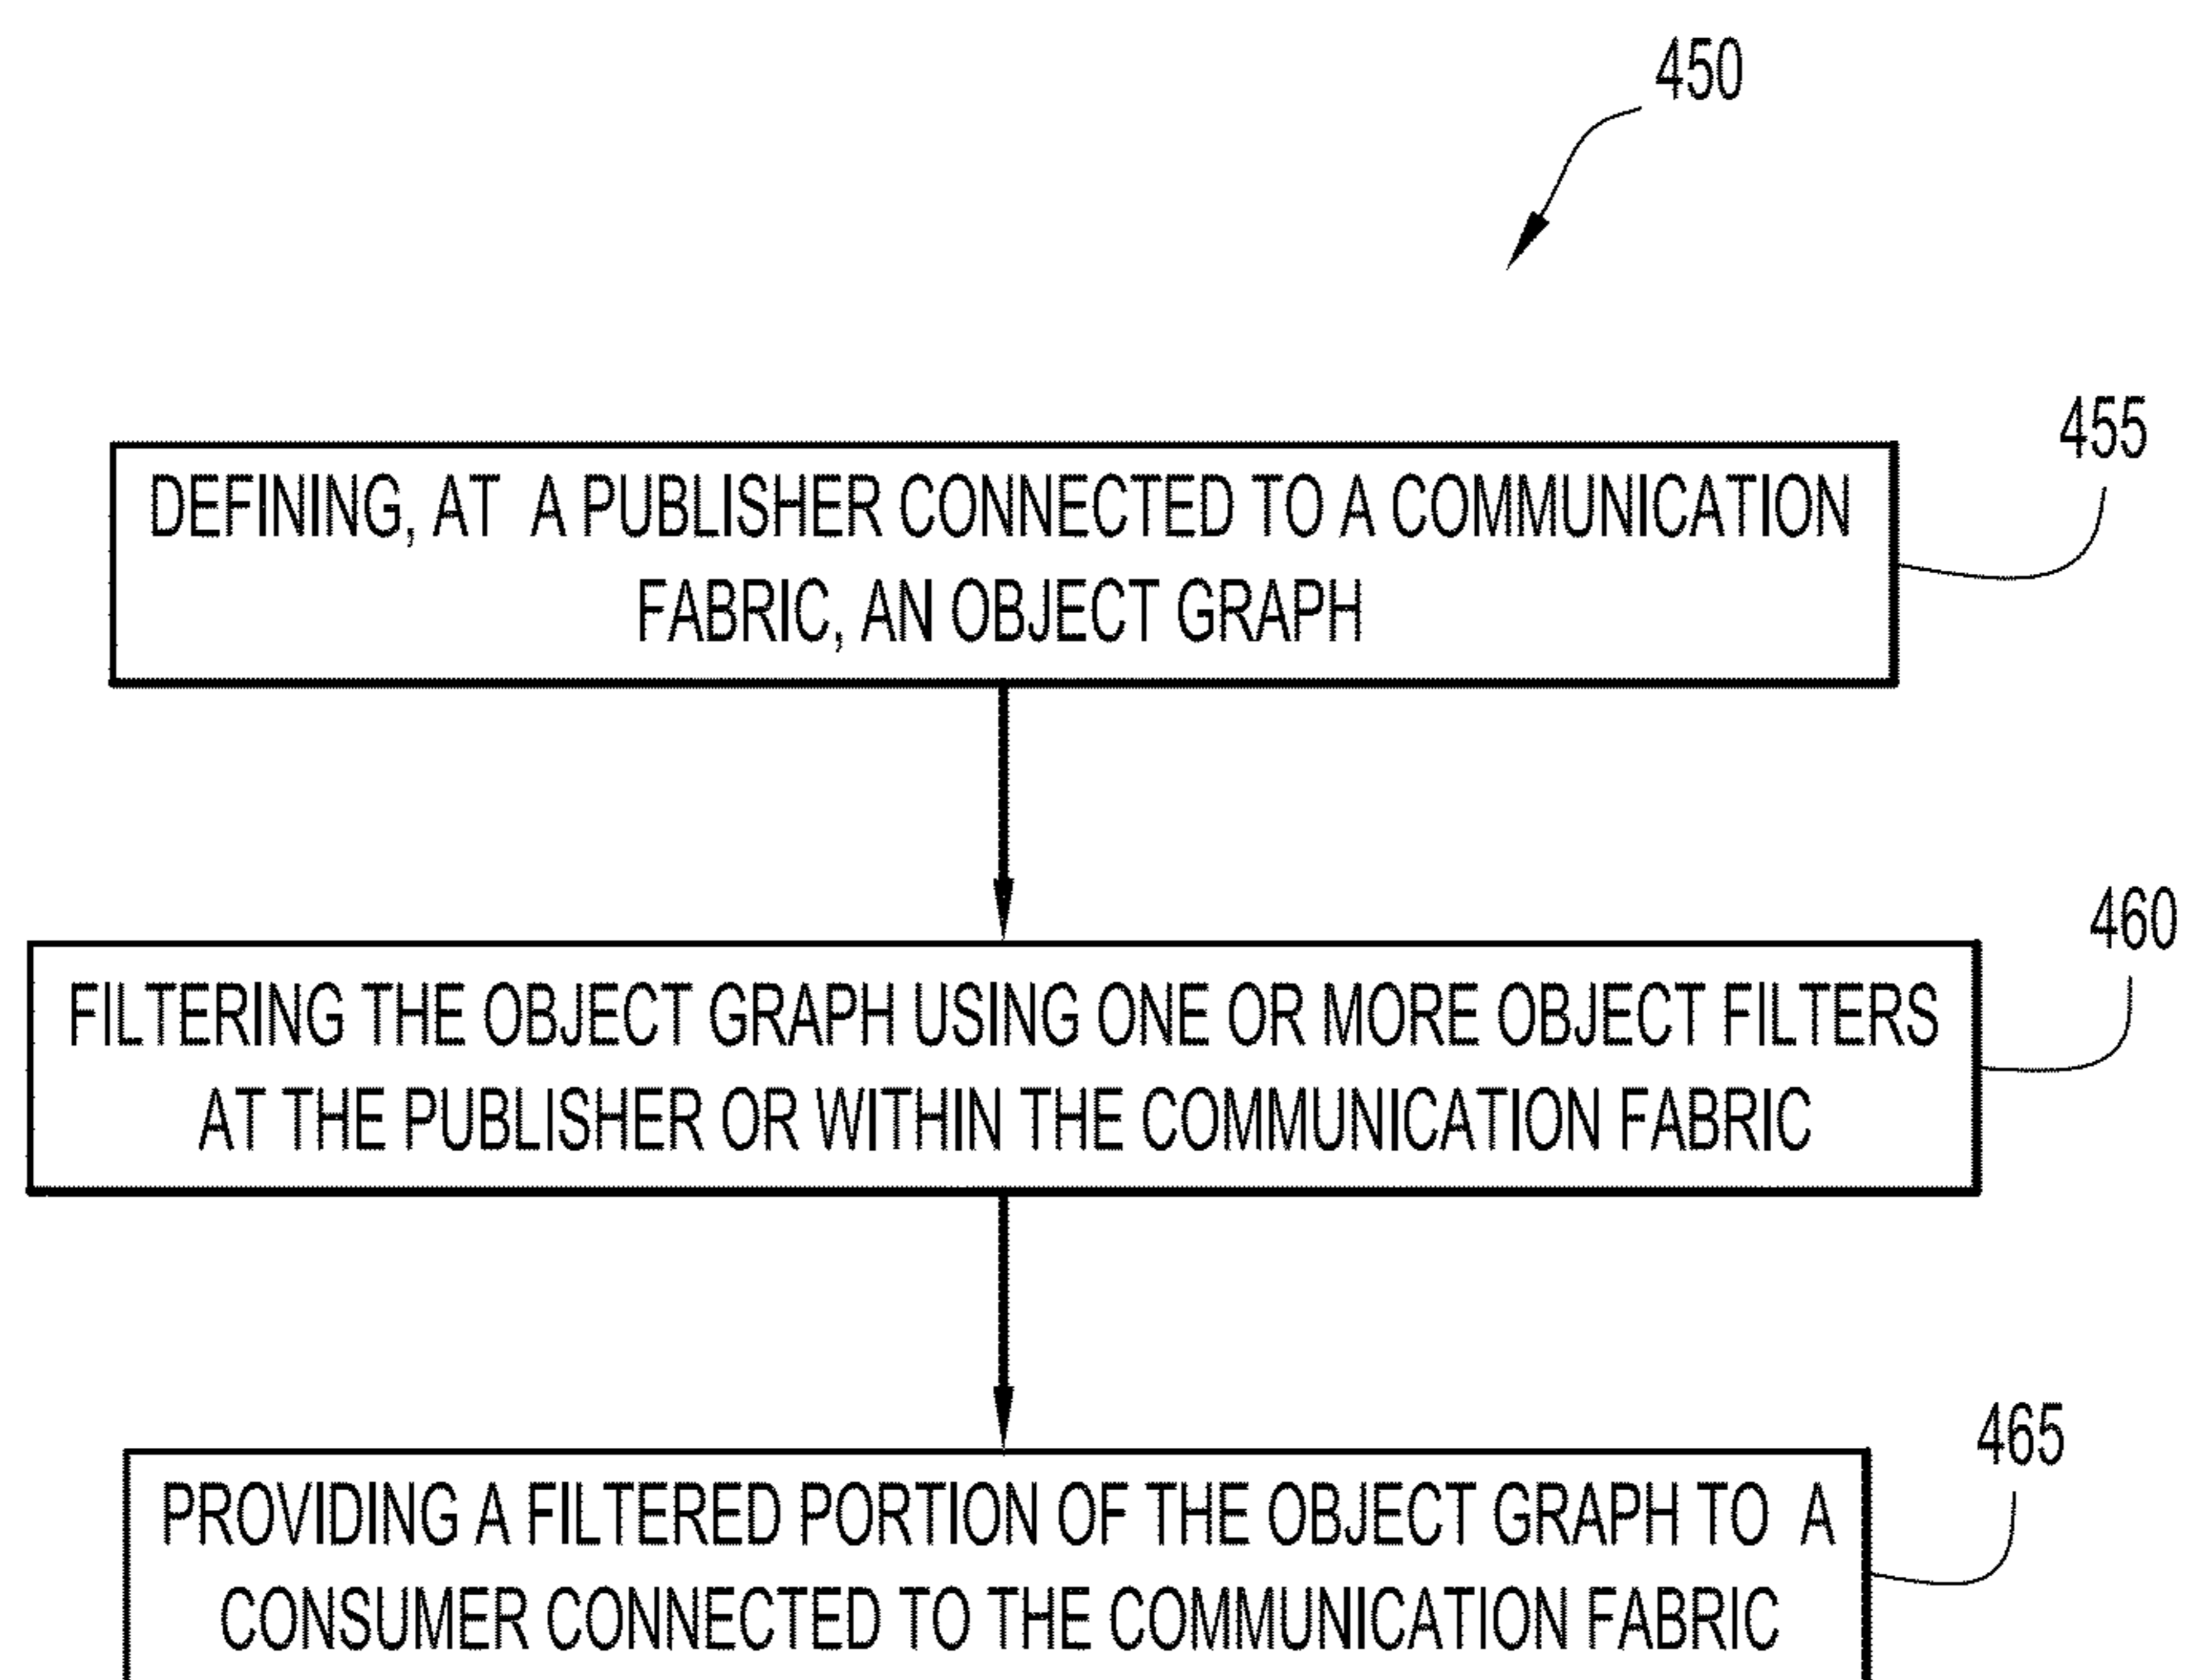 450
455
DEFINING, AT A PUBLISHER CONNECTED TO A COMMUNICATION
FABRIC, AN OBJECT GRAPH
460
FILTERING THE OBJECT GRAPH USING ONE OR MORE OBJECT FILTERS
AT THE PUBLISHER OR WITHIN THE COMMUNICATION FABRIC
465
PROVIDING A FILTERED PORTION OF THE OBJECT GRAPH TO A
CONSUMER CONNECTED TO THE COMMUNICATION FABRIC